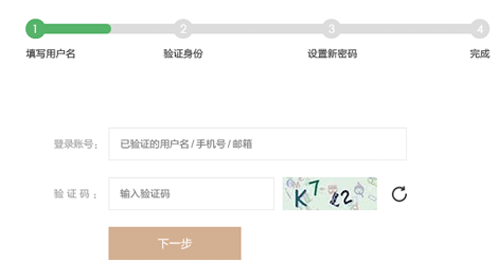 1 2 3 4
填写用户名 验证身份 设置新密码 完成
登录账号： 已验证的用户名/手机号/邮箱
验证码： 输入验证码 K7
下一步